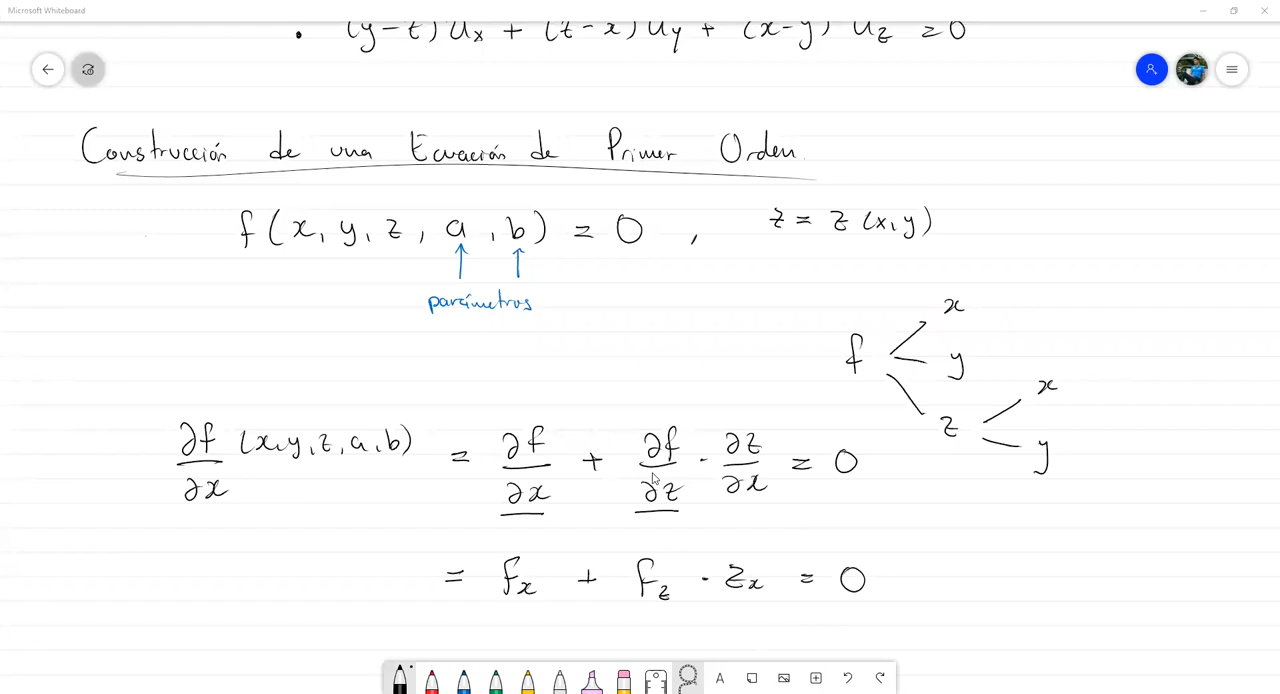 Microsoft Whiteboard
• (y-z) u_x + (z-x) u_y + (x-y) u_z = 0
Construcción de una Ecuación de Primer Orden.
f(x, y, z, a, b) = 0 , z = z(x,y)
parámetros
x
f y
x
z
y
∂f/∂x (x,y,z,a,b) = ∂f/∂x + ∂f/∂z · ∂z/∂x = 0
= f_x + f_z · z_x = 0
A